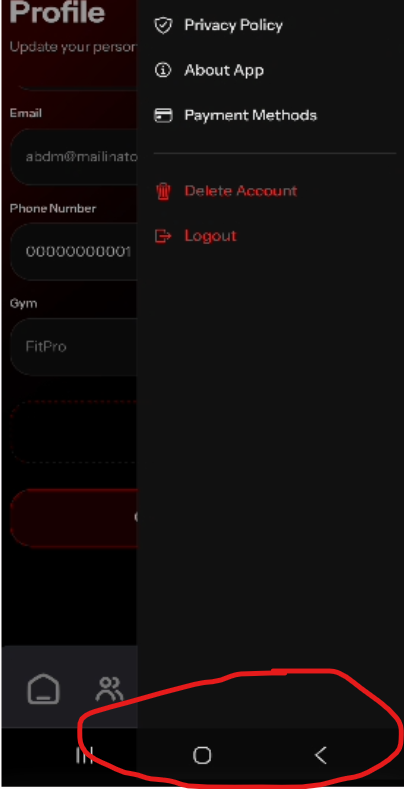 Profile
Privacy Policy
Update your person
About App
Email
Payment Methods
abdm@mailinato
Delete Account
Phone Number
Logout
00000000001
Gym
FitPro